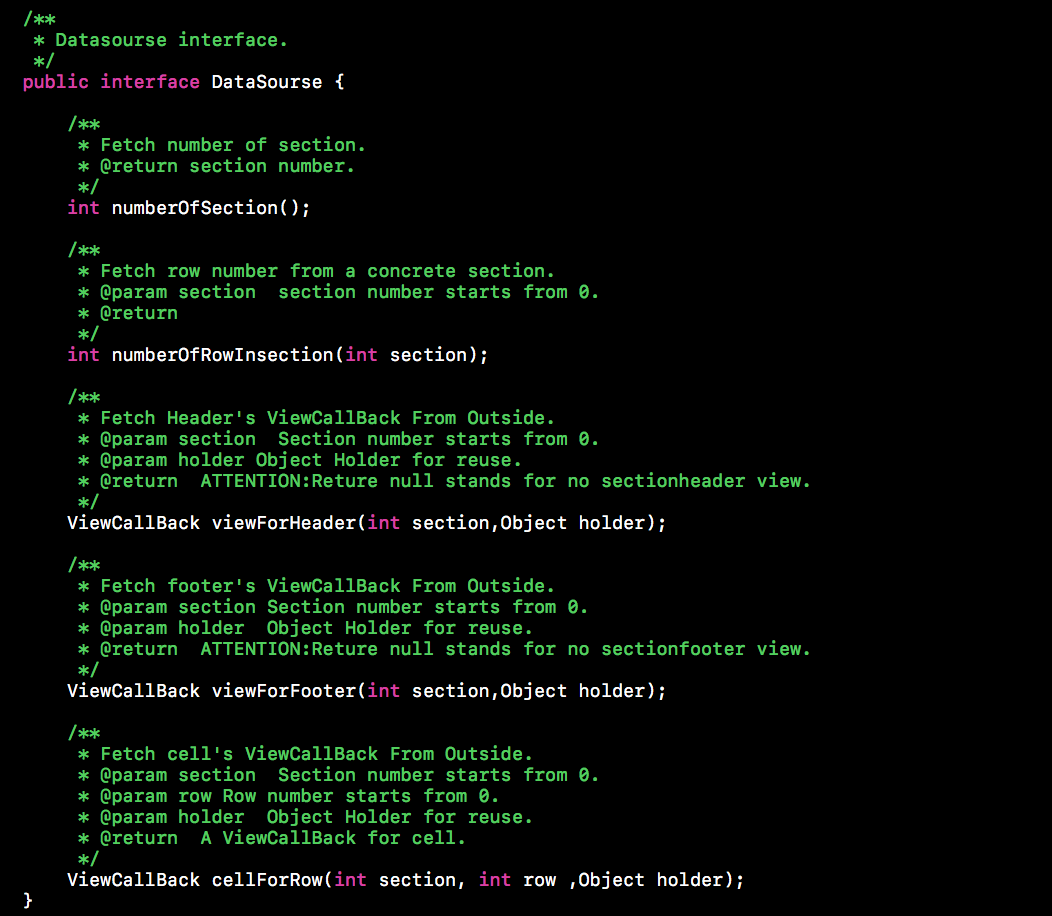 /**
 * Datasourse interface.
 */
public interface DataSourse {
    /**
     * Fetch number of section.
     * @return section number.
     */
    int numberOfSection();
    /**
     * Fetch row number from a concrete section.
     * @param section  section number starts from 0.
     * @return
     */
    int numberOfRowInsection(int section);
    /**
     * Fetch Header's ViewCallBack From Outside.
     * @param section  Section number starts from 0.
     * @param holder Object Holder for reuse.
     * @return  ATTENTION:Reture null stands for no sectionheader view.
     */
    ViewCallBack viewForHeader(int section,Object holder);
    /**
     * Fetch footer's ViewCallBack From Outside.
     * @param section Section number starts from 0.
     * @param holder  Object Holder for reuse.
     * @return  ATTENTION:Reture null stands for no sectionfooter view.
     */
    ViewCallBack viewForFooter(int section,Object holder);
    /**
     * Fetch cell's ViewCallBack From Outside.
     * @param section  Section number starts from 0.
     * @param row Row number starts from 0.
     * @param holder  Object Holder for reuse.
     * @return  A ViewCallBack for cell.
     */
    ViewCallBack cellForRow(int section, int row ,Object holder);
}